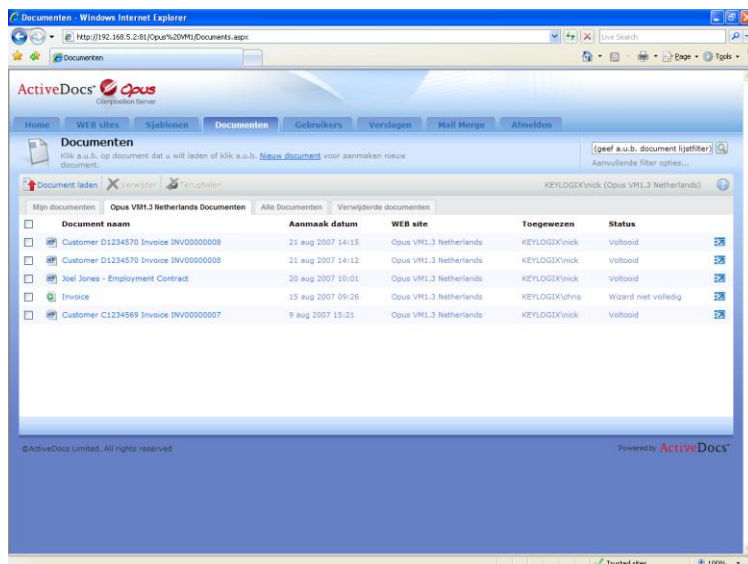 Documenten - Windows Internet Explorer
http://192.168.5.2:81/Opus%20VM1/Documents.aspx
Live Search
Documenten
Page
Tools
ActiveDocs Opus
Composition Server
Home WEB sites Sjablonen Documenten Gebruikers Verslagen Mail Merge Afmelden
Documenten
Klik a.u.b. op document dat u wilt laden of klik a.u.b. Nieuw document voor aanmaken nieuw
document.
(geef a.u.b. document lijstfilter)
Aanvullende filter opties...
Document laden Verwijder Terughalen
KEYLOGIX\nick (Opus VM1.3 Netherlands)
Mijn documenten Opus VM1.3 Netherlands Documenten Alle Documenten Verwijderde documenten
Document naam Aanmaak datum WEB site Toegewezen Status
Customer D1234570 Invoice INV00000008 21 aug 2007 14:15 Opus VM1.3 Netherlands KEYLOGIX\nick Voltooid
Customer D1234570 Invoice INV00000008 21 aug 2007 14:12 Opus VM1.3 Netherlands KEYLOGIX\nick Voltooid
Joel Jones - Employment Contract 20 aug 2007 10:01 Opus VM1.3 Netherlands KEYLOGIX\nick Voltooid
Invoice 15 aug 2007 09:26 Opus VM1.3 Netherlands KEYLOGIX\chris Wizard niet volledig
Customer C1234569 Invoice INV00000007 9 aug 2007 15:21 Opus VM1.3 Netherlands KEYLOGIX\nick Voltooid
©ActiveDocs Limited. All rights reserved
Powered by ActiveDocs
Trusted sites
100%